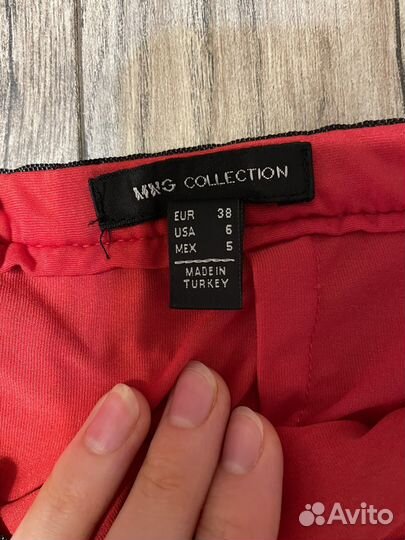 MNG COLLECTION
EUR 38
USA 6
MEX 5
MADE IN
TURKEY
Avito